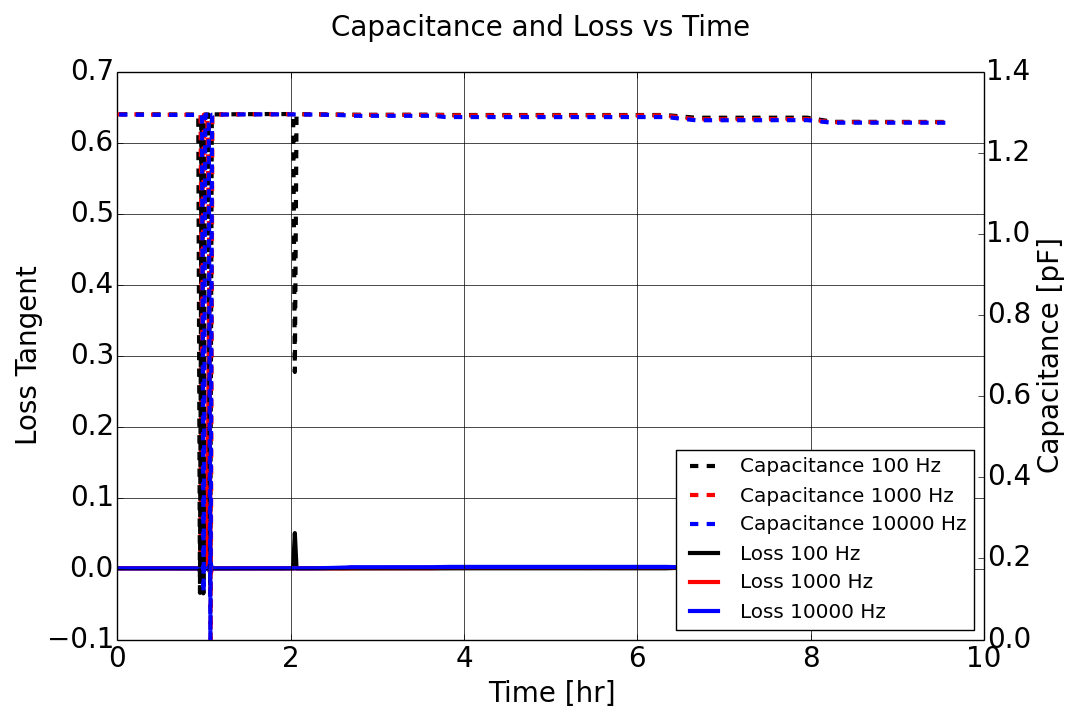 Capacitance and Loss vs Time
0.7
0.6
0.5
0.4
0.3
0.2
0.1
0.0
−0.1
Loss Tangent
1.4
1.2
1.0
0.8
0.6
0.4
0.2
0.0
Capacitance [pF]
Capacitance 100 Hz
Capacitance 1000 Hz
Capacitance 10000 Hz
Loss 100 Hz
Loss 1000 Hz
Loss 10000 Hz
0 2 4 6 8 10
Time [hr]